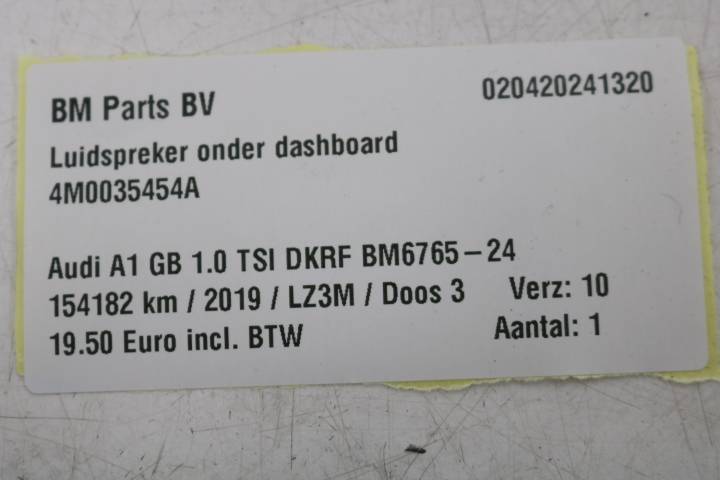 BM Parts BV 020420241320
Luidspreker onder dashboard
4M0035454A
Audi A1 GB 1.0 TSI DKRF BM6765-24
154182 km / 2019 / LZ3M / Doos 3 Verz: 10
19.50 Euro incl. BTW Aantal: 1